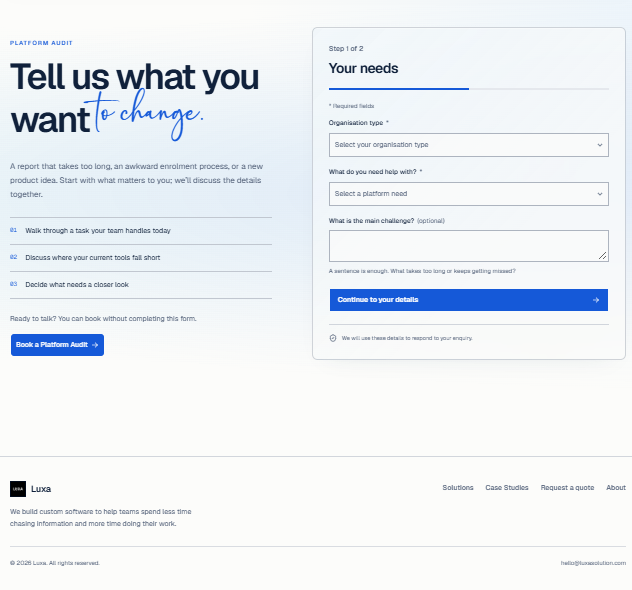 PLATFORM AUDIT
Tell us what you
want to change.
A report that takes too long, an awkward enrolment process, or a new
product idea. Start with what matters to you; we'll discuss the details
together.
01 Walk through a task your team handles today
02 Discuss where your current tools fall short
03 Decide what needs a closer look
Ready to talk? You can book without completing this form.
Book a Platform Audit →
Step 1 of 2
Your needs
* Required fields
Organisation type *
Select your organisation type
What do you need help with? *
Select a platform need
What is the main challenge? (optional)
A sentence is enough. What takes too long or keeps getting missed?
Continue to your details →
We will use these details to respond to your enquiry.
LUXA Luxa
We build custom software to help teams spend less time
chasing information and more time doing their work.
Solutions Case Studies Request a quote About
© 2026 Luxa. All rights reserved.
hello@luxasolution.com